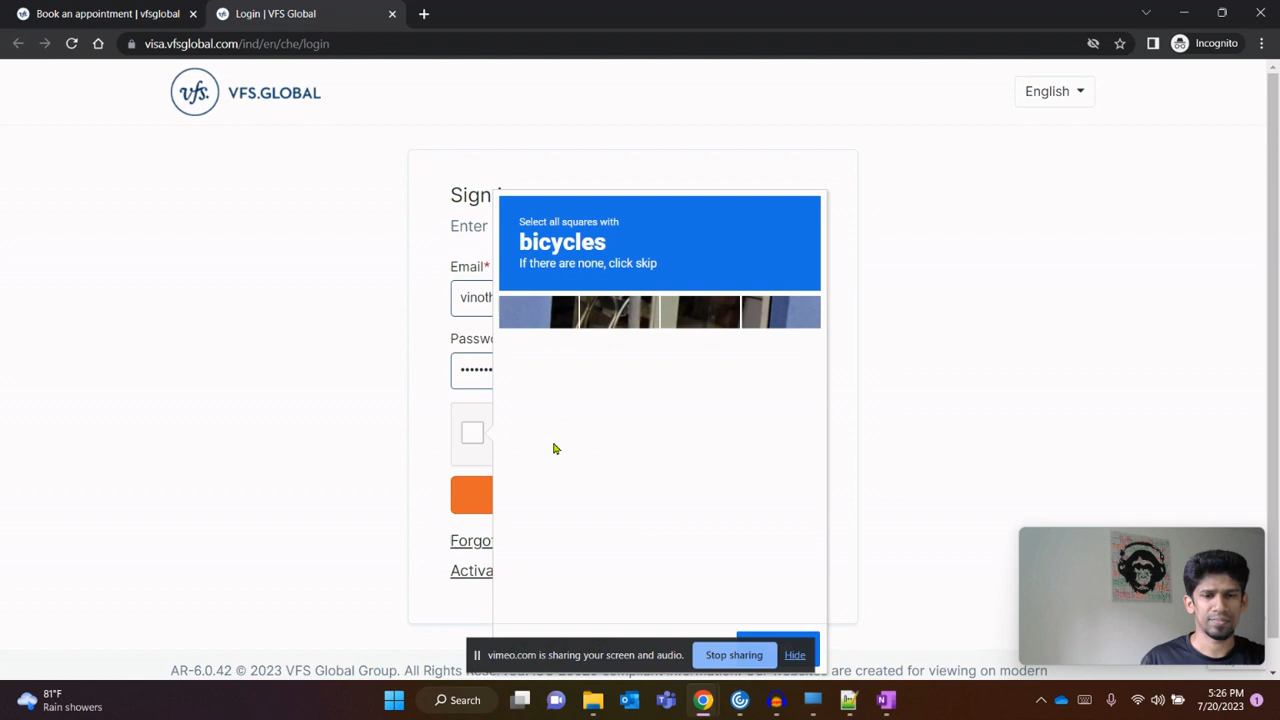 Book an appointment | vfsglobal
Login | VFS Global
visa.vfsglobal.com/ind/en/che/login
Incognito
vfs. VFS.GLOBAL
English
Sign
Enter
Email*
vinoth
Passwo
Forgot
Activa
Select all squares with
bicycles
If there are none, click skip
vimeo.com is sharing your screen and audio. Stop sharing Hide
AR-6.0.42 © 2023 VFS Global Group. All Rights are created for viewing on modern
81°F
Rain showers
Search
5:26 PM
7/20/2023
1